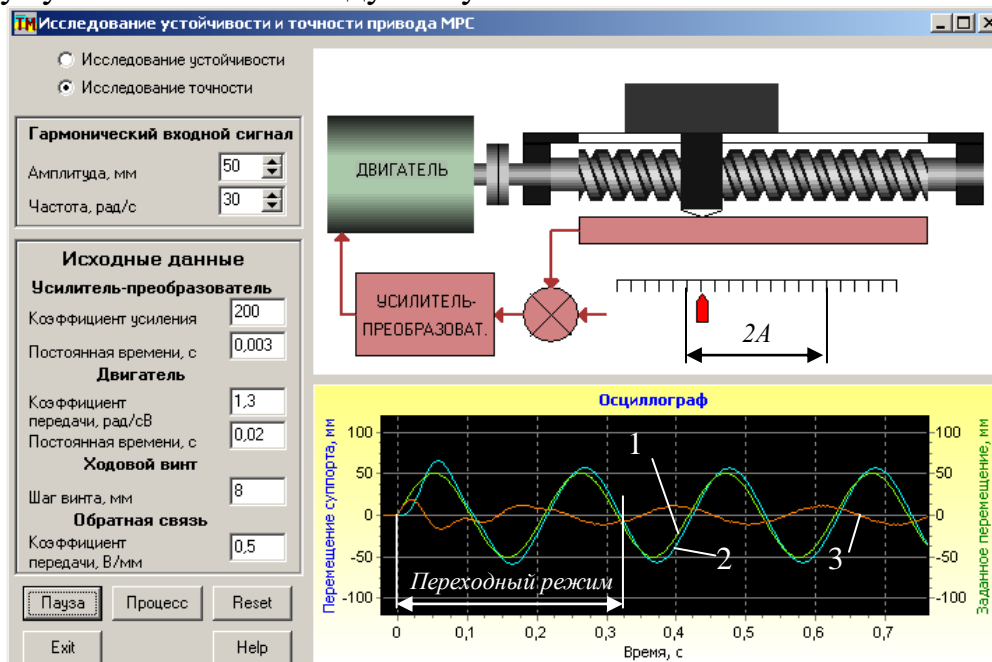 Исследование устойчивости и точности привода МРС
Исследование устойчивости
Исследование точности
Гармонический входной сигнал
Амплитуда, мм
50
Частота, рад/с
30
Исходные данные
Усилитель-преобразователь
Коэффициент усиления
200
Постоянная времени, с
0,003
Двигатель
Коэффициент
передачи, рад/сВ
1,3
Постоянная времени, с
0,02
Ходовой винт
Шаг винта, мм
8
Обратная связь
Коэффициент
передачи, В/мм
0,5
Пауза
Процесс
Reset
Exit
Help
ДВИГАТЕЛЬ
УСИЛИТЕЛЬ-
ПРЕОБРАЗОВАТ.
2A
Осциллограф
Перемещение суппорта, мм
100
50
0
-50
-100
1
2
3
Переходный режим
100
50
0
-50
-100
Заданное перемещение, мм
0 0,1 0,2 0,3 0,4 0,5 0,6 0,7
Время, с